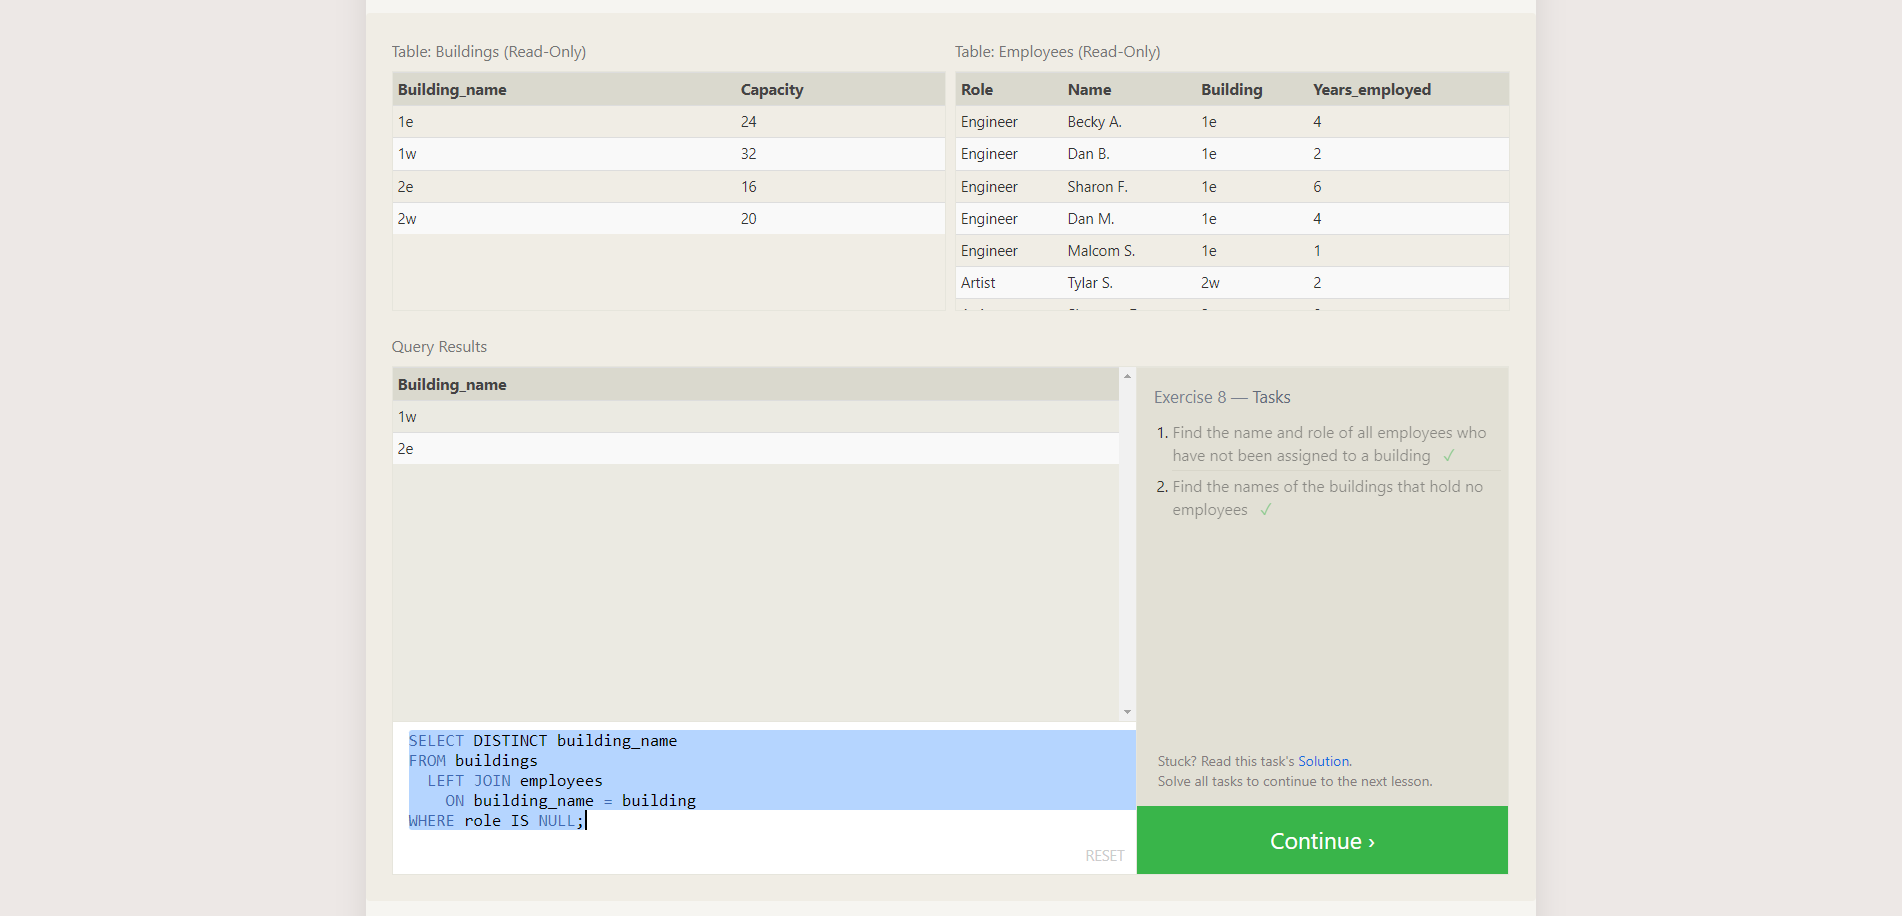 Table: Buildings (Read-Only)
Building_name Capacity
1e 24
1w 32
2e 16
2w 20
Table: Employees (Read-Only)
Role Name Building Years_employed
Engineer Becky A. 1e 4
Engineer Dan B. 1e 2
Engineer Sharon F. 1e 6
Engineer Dan M. 1e 4
Engineer Malcom S. 1e 1
Artist Tylar S. 2w 2
Query Results
Building_name
1w
2e
SELECT DISTINCT building_name
FROM buildings
LEFT JOIN employees
ON building_name = building
WHERE role IS NULL;
RESET
Exercise 8 — Tasks
1. Find the name and role of all employees who
have not been assigned to a building ✓
2. Find the names of the buildings that hold no
employees ✓
Stuck? Read this task's Solution.
Solve all tasks to continue to the next lesson.
Continue ›